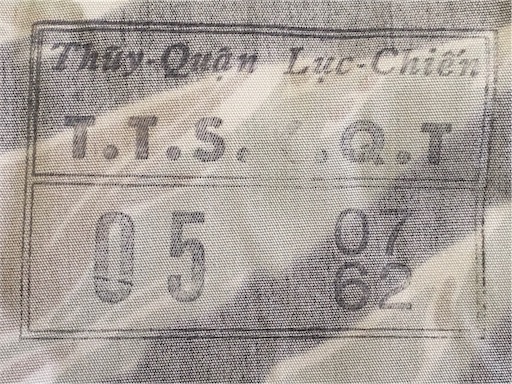 Thủy-Quân Lục-Chiến
T.T.S. .Q.T
05 07
62